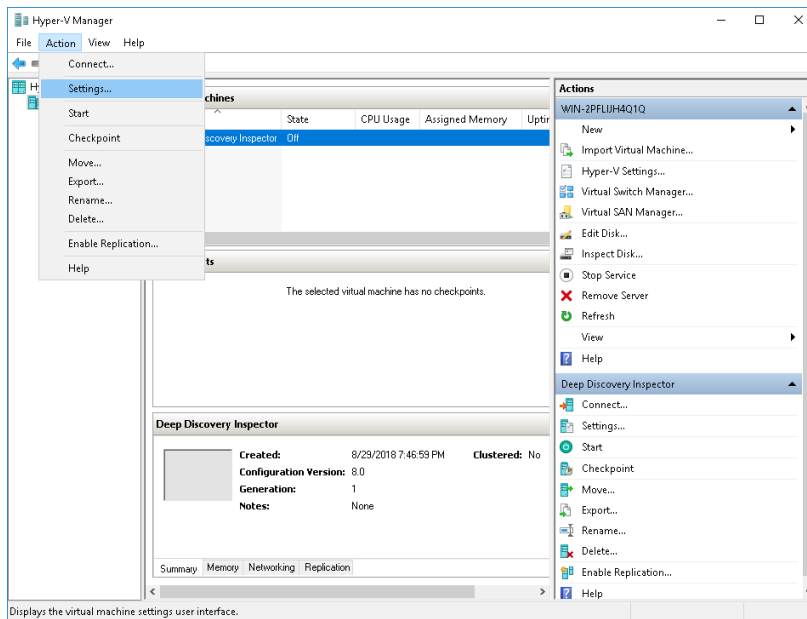 Hyper-V Manager
File Action View Help
Connect...
Settings...
Start
Checkpoint
Move...
Export...
Rename...
Delete...
Enable Replication...
Help
H
chines
State CPU Usage Assigned Memory Uptir
scovery Inspector Off
ts
The selected virtual machine has no checkpoints.
Deep Discovery Inspector
Created: 8/29/2018 7:46:59 PM Clustered: No
Configuration Version: 8.0
Generation: 1
Notes: None
Summary Memory Networking Replication
Actions
WIN-2PFLIJH4Q1Q
New
Import Virtual Machine...
Hyper-V Settings...
Virtual Switch Manager...
Virtual SAN Manager...
Edit Disk...
Inspect Disk...
Stop Service
Remove Server
Refresh
View
Help
Deep Discovery Inspector
Connect...
Settings...
Start
Checkpoint
Move...
Export...
Rename...
Delete...
Enable Replication...
Help
Displays the virtual machine settings user interface.